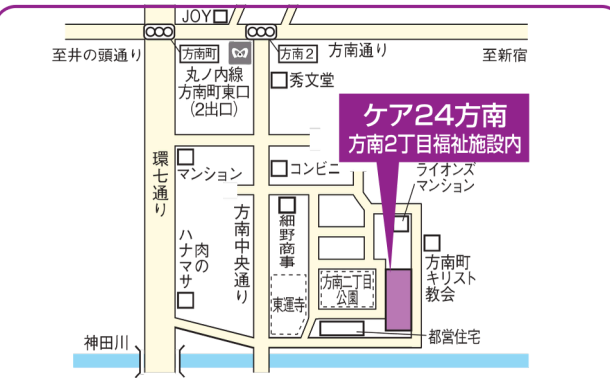 JOY
至井の頭通り
方南町
方南2
方南通り
至新宿
丸ノ内線
方南町東口
(2出口)
秀文堂
ケア24方南
方南2丁目福祉施設内
環七通り
マンション
コンビニ
ライオンズ
マンション
肉の
ハナマサ
方南中央通り
細野商事
方南町
キリスト
教会
東運寺
方南二丁目
公園
都営住宅
神田川